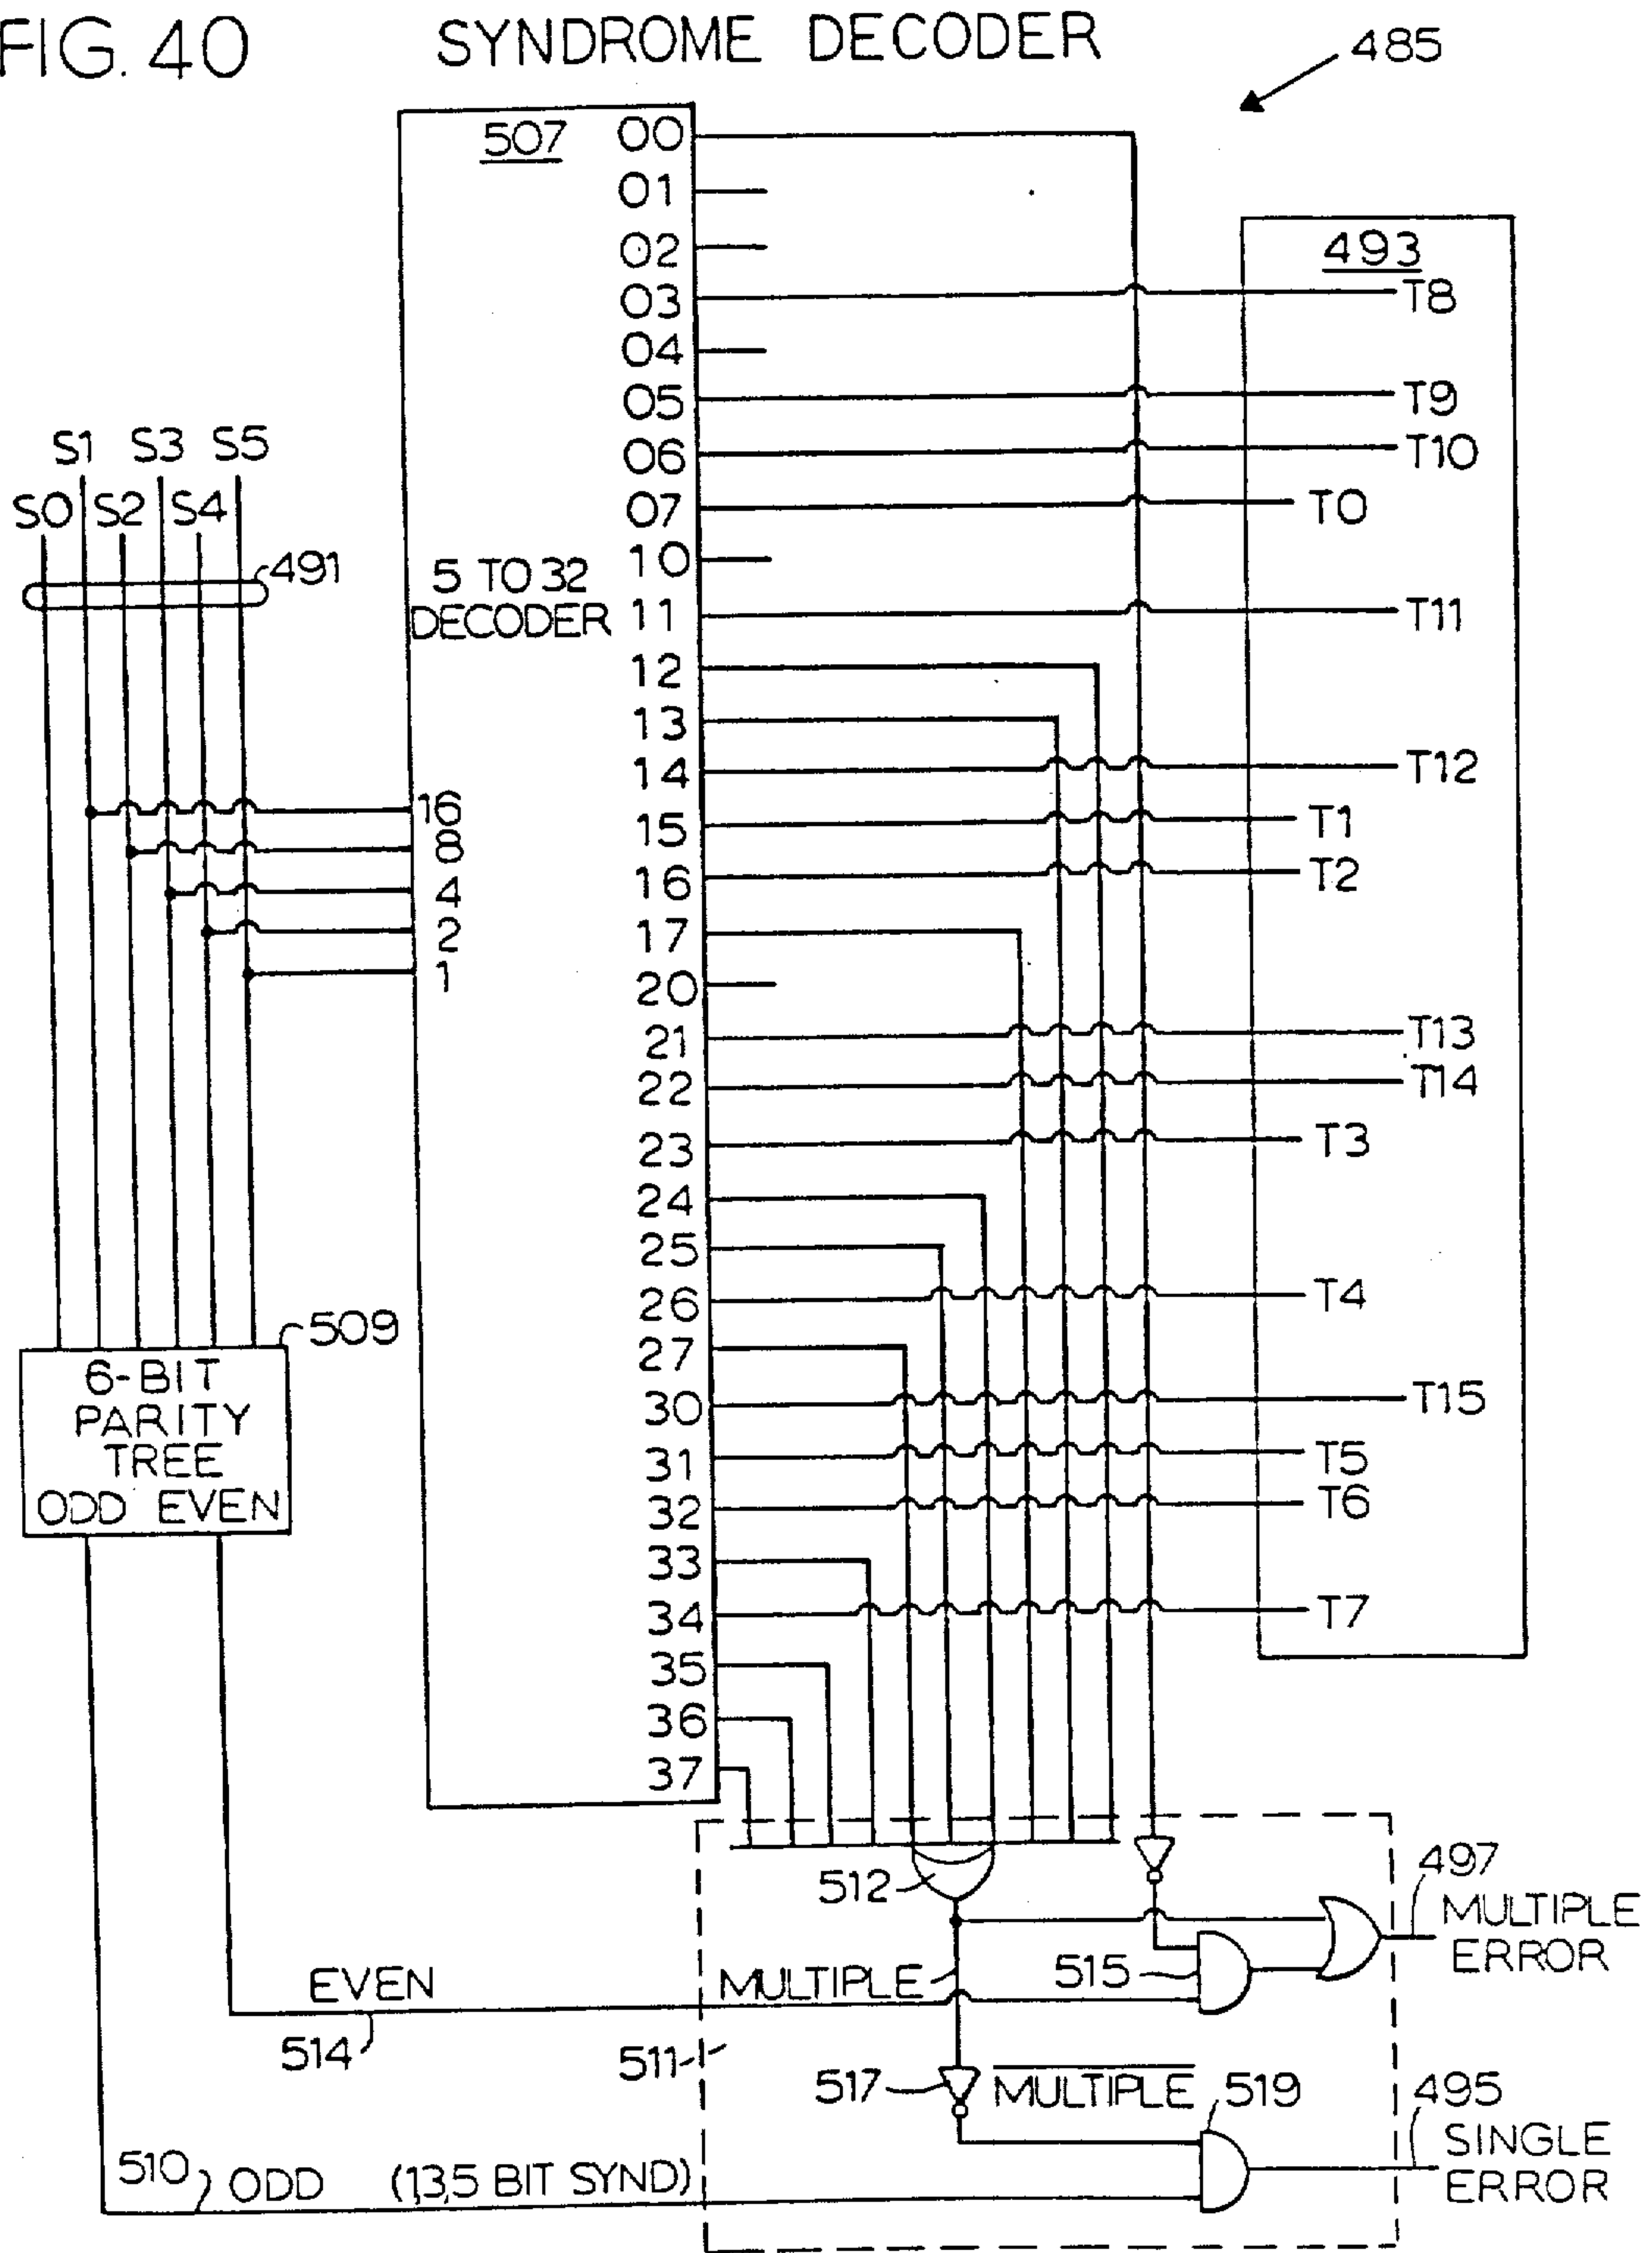 FIG. 40
SYNDROME DECODER
485
507
00
01
02
03
04
05
06
07
10
11
12
13
14
15
16
17
20
21
22
23
24
25
26
27
30
31
32
33
34
35
36
37
5 TO 32
DECODER
16
8
4
2
1
S1 S3 S5
S0 S2 S4
491
493
T8
T9
T10
T0
T11
T12
T1
T2
T13
T14
T3
T4
T15
T5
T6
T7
509
6-BIT
PARITY
TREE
ODD EVEN
512
497
MULTIPLE
ERROR
EVEN
MULTIPLE
515
514
511
517
MULTIPLE
519
495
SINGLE
ERROR
510
ODD (1,3,5 BIT SYND)